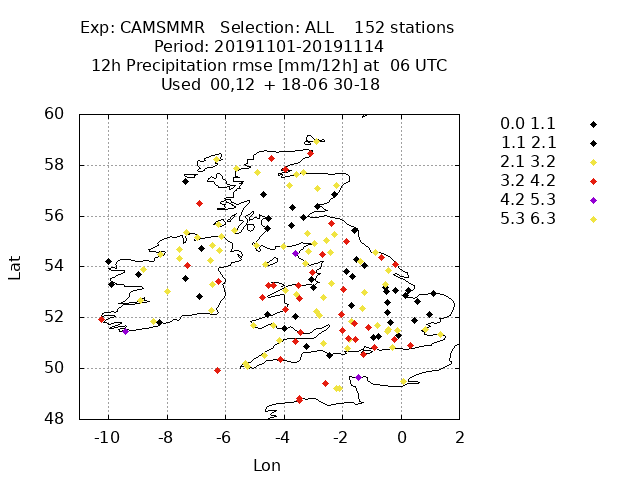 Exp: CAMSMMR Selection: ALL 152 stations
Period: 20191101-20191114
12h Precipitation rmse [mm/12h] at 06 UTC
Used 00,12 + 18-06 30-18
60
58
56
54
52
50
48
Lat
-10 -8 -6 -4 -2 0 2
Lon
0.0 1.1
1.1 2.1
2.1 3.2
3.2 4.2
4.2 5.3
5.3 6.3